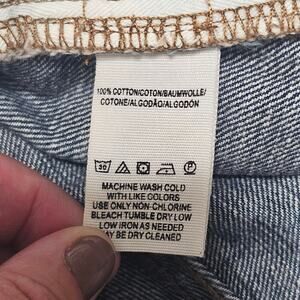 100% COTTON/COTON/BAUMWOLLE/
COTONE/ALGODÃO/ALGODÓN
30
MACHINE WASH COLD
WITH LIKE COLORS
USE ONLY NON-CHLORINE
BLEACH TUMBLE DRY LOW
LOW IRON AS NEEDED
MAY BE DRY CLEANED